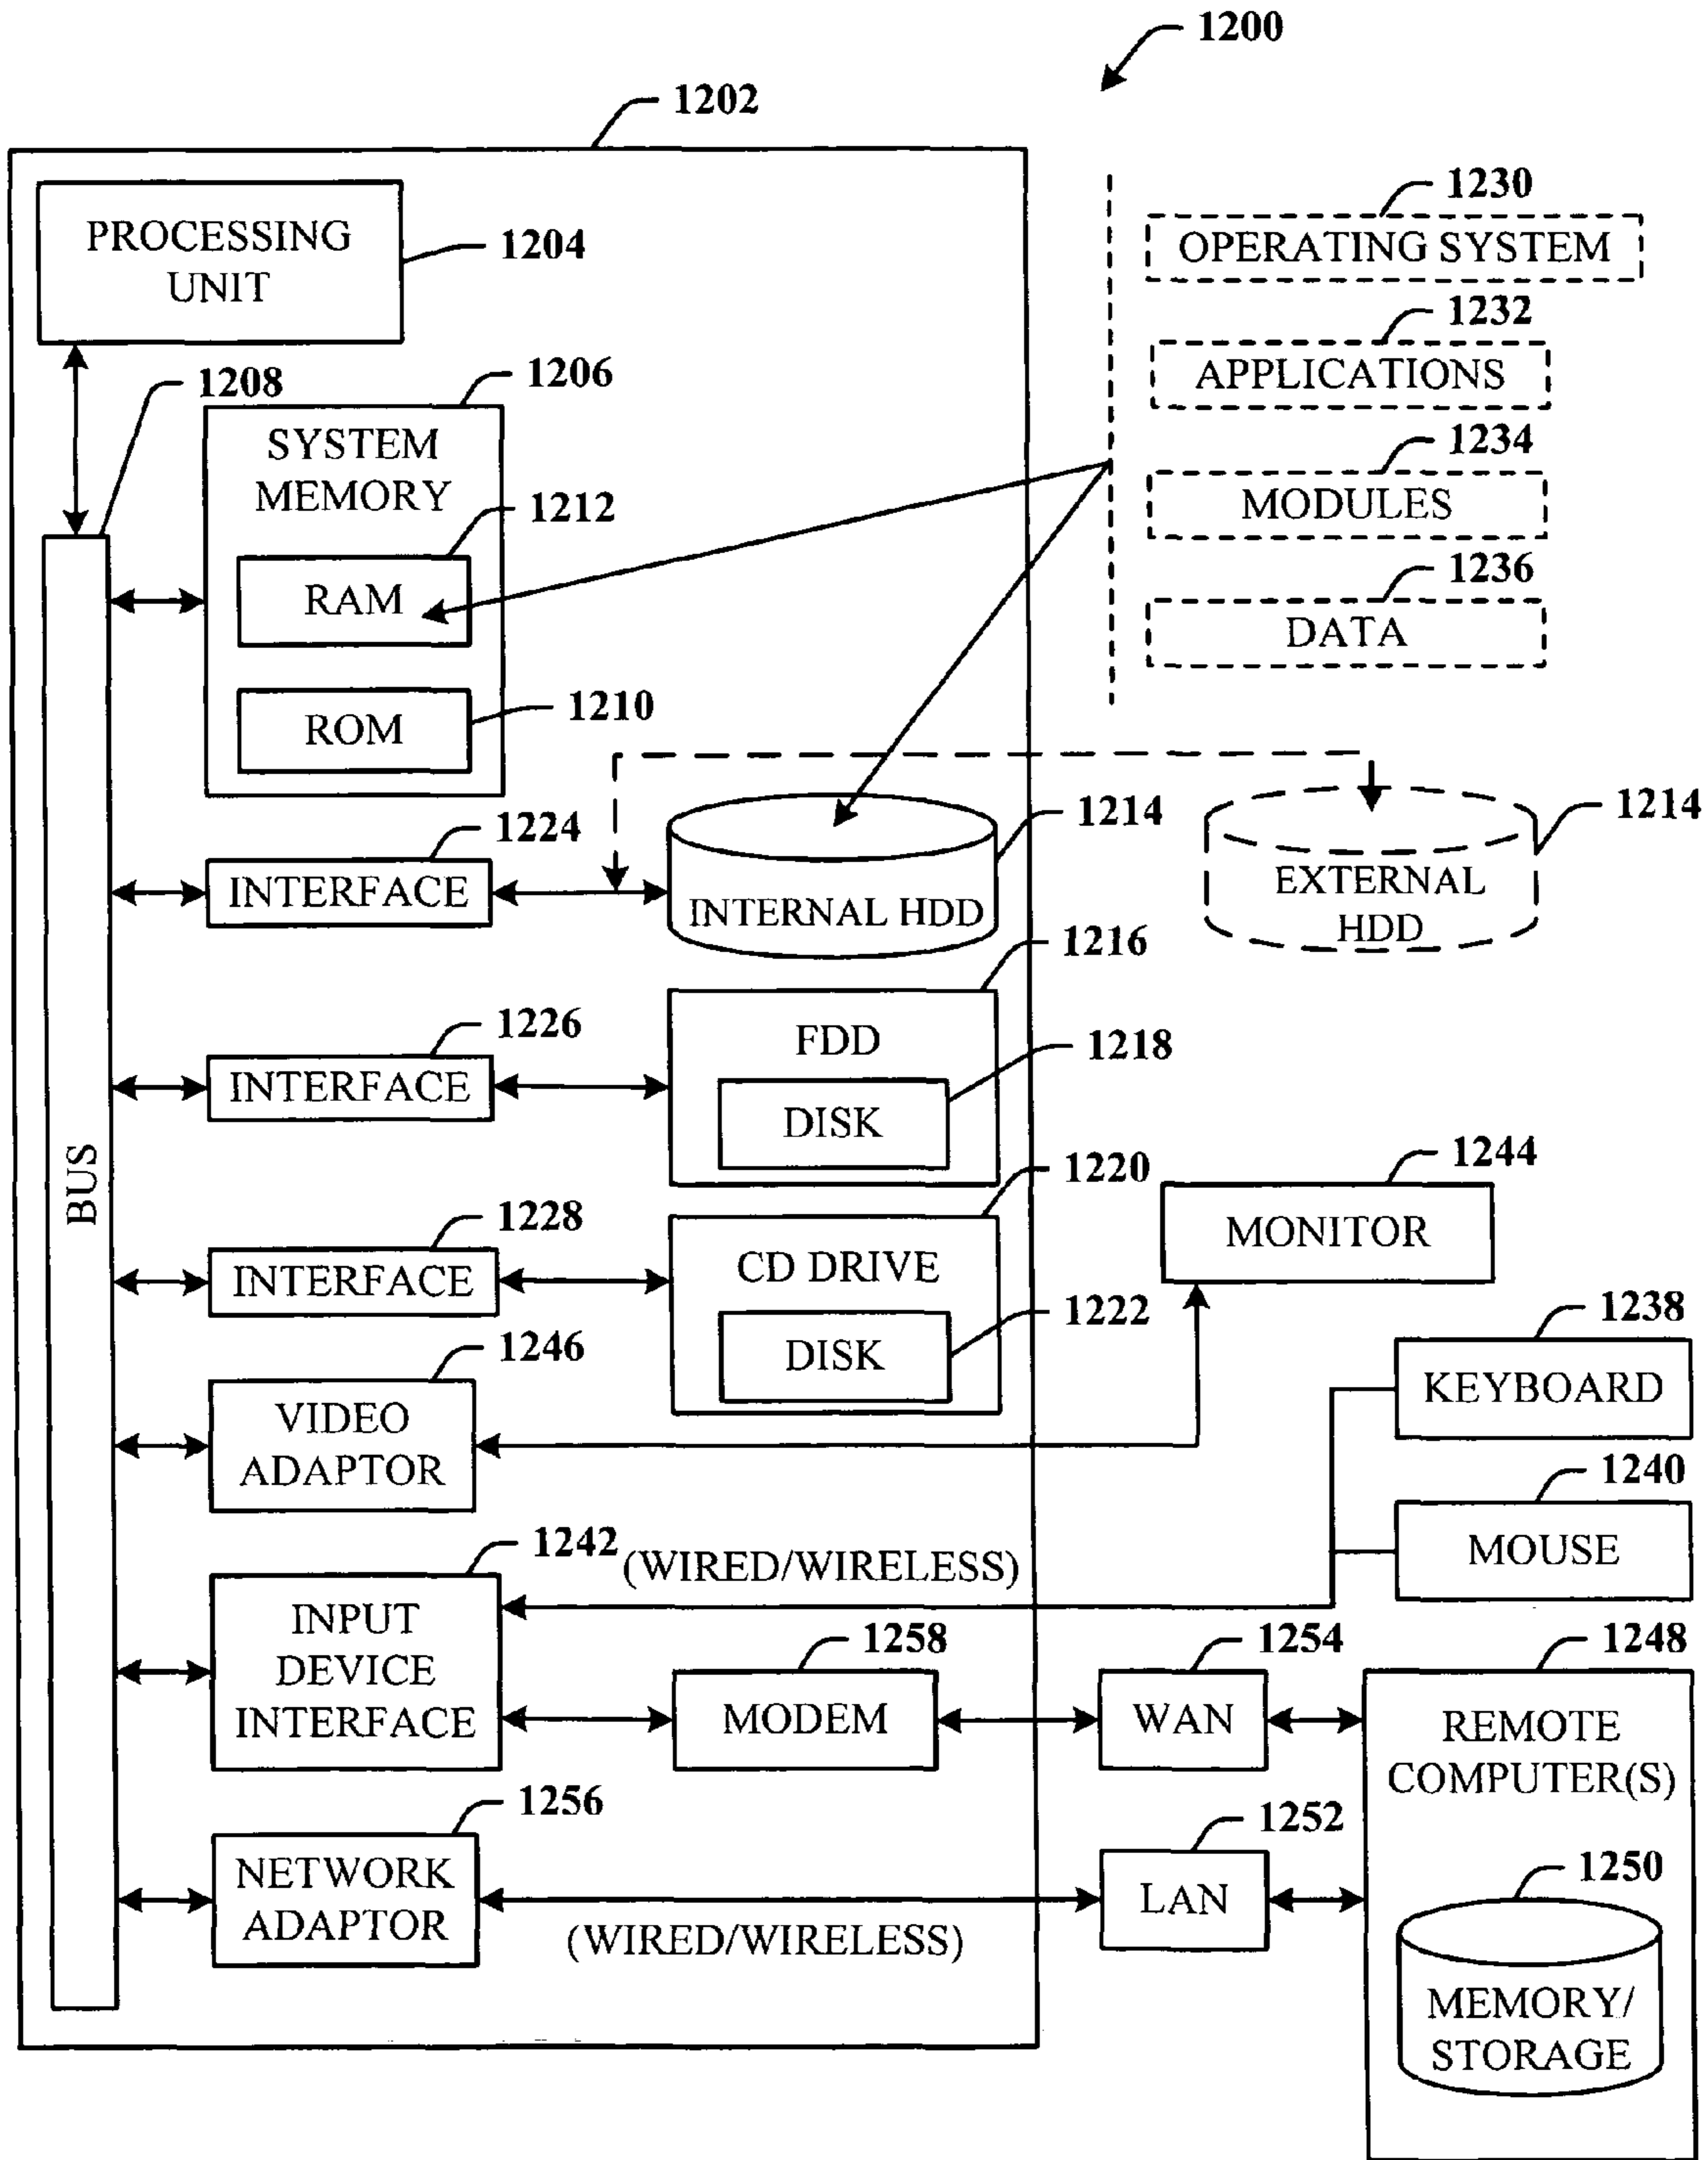 1200
1202
PROCESSING
UNIT
1204
1230
OPERATING SYSTEM
1232
APPLICATIONS
1234
MODULES
1236
DATA
1208
1206
SYSTEM
MEMORY
1212
RAM
1210
ROM
1224
INTERFACE
1214
INTERNAL HDD
1214
EXTERNAL
HDD
1226
INTERFACE
1216
FDD
1218
DISK
BUS
1228
INTERFACE
1220
CD DRIVE
1222
DISK
1244
MONITOR
1246
VIDEO
ADAPTOR
1238
KEYBOARD
1240
MOUSE
1242
(WIRED/WIRELESS)
INPUT
DEVICE
INTERFACE
1258
MODEM
1254
WAN
1248
REMOTE
COMPUTER(S)
1256
NETWORK
ADAPTOR
(WIRED/WIRELESS)
1252
LAN
1250
MEMORY/
STORAGE